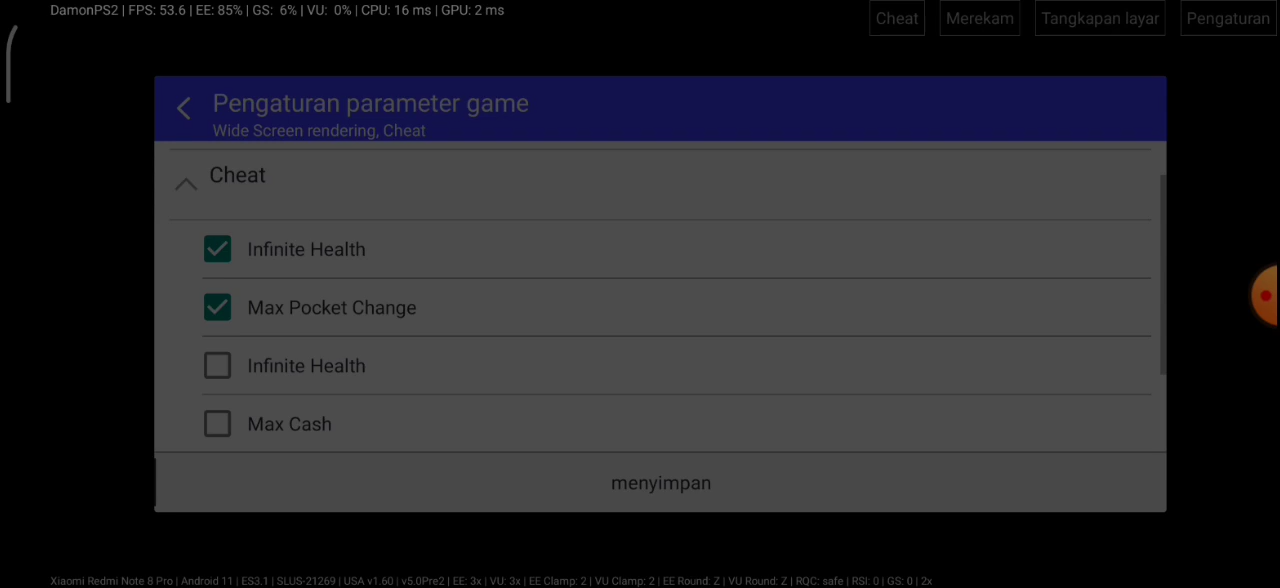 DamonPS2 | FPS: 53.6 | EE: 85% | GS: 6% | VU: 0% | CPU: 16 ms | GPU: 2 ms
Cheat Merekam Tangkapan layar Pengaturan
Pengaturan parameter game
Wide Screen rendering, Cheat
Cheat
Infinite Health
Max Pocket Change
Infinite Health
Max Cash
menyimpan
Xiaomi Redmi Note 8 Pro | Android 11 | ES3.1 | SLUS-21269 | USA v1.60 | v5.0Pre2 | EE: 3x | VU: 3x | EE Clamp: 2 | VU Clamp: 2 | EE Round: Z | VU Round: Z | RQC: safe | RSI: 0 | GS: 0 | 2x